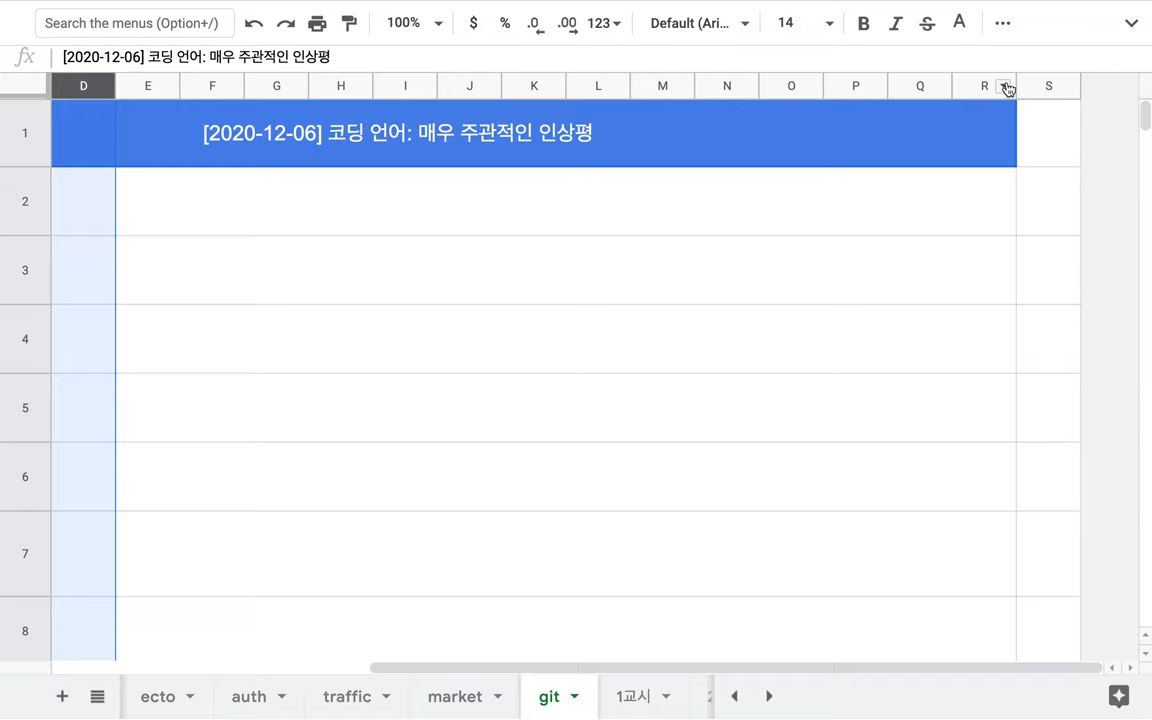 Search the menus (Option+/) 100% $ % .0 .00 123 Default (Ari... 14 B I S A
fx [2020-12-06] 코딩 언어: 매우 주관적인 인상평
D E F G H I J K L M N O P Q R S
1 [2020-12-06] 코딩 언어: 매우 주관적인 인상평
2
3
4
5
6
7
8
ecto auth traffic market git 1교시